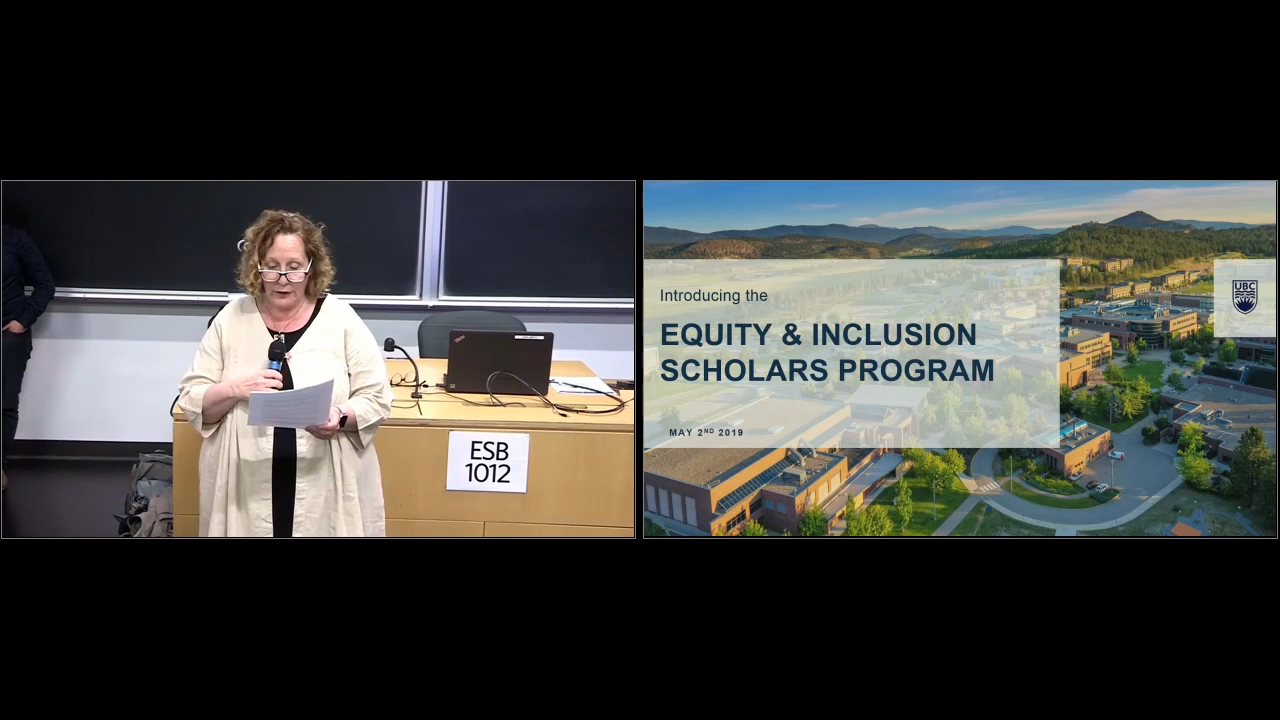 ESB
1012
Introducing the
EQUITY & INCLUSION
SCHOLARS PROGRAM
MAY 2ND 2019
UBC